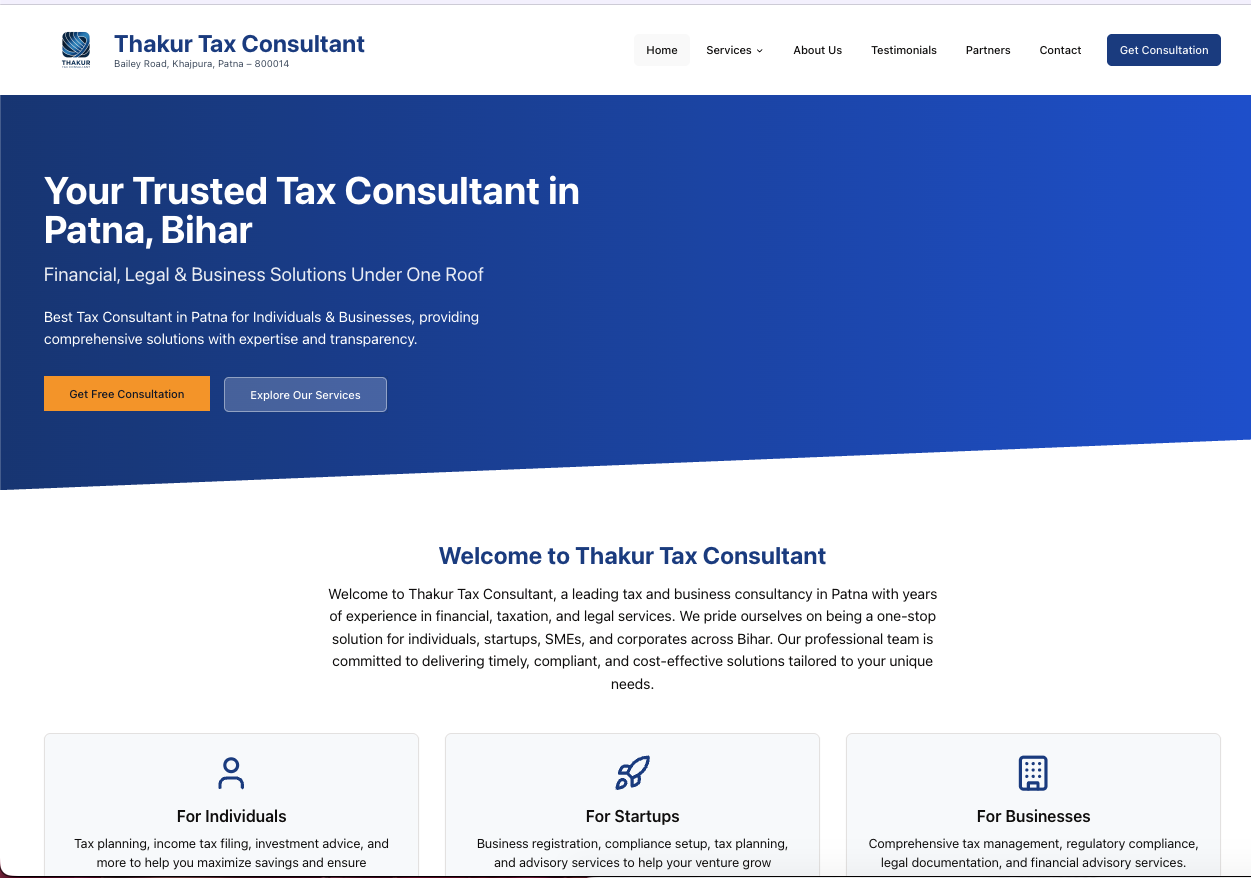 THAKUR
Thakur Tax Consultant
Bailey Road, Khajpura, Patna – 800014
Home
Services
About Us
Testimonials
Partners
Contact
Get Consultation
Your Trusted Tax Consultant in
Patna, Bihar
Financial, Legal & Business Solutions Under One Roof
Best Tax Consultant in Patna for Individuals & Businesses, providing
comprehensive solutions with expertise and transparency.
Get Free Consultation
Explore Our Services
Welcome to Thakur Tax Consultant
Welcome to Thakur Tax Consultant, a leading tax and business consultancy in Patna with years
of experience in financial, taxation, and legal services. We pride ourselves on being a one-stop
solution for individuals, startups, SMEs, and corporates across Bihar. Our professional team is
committed to delivering timely, compliant, and cost-effective solutions tailored to your unique
needs.
For Individuals
Tax planning, income tax filing, investment advice, and
more to help you maximize savings and ensure
For Startups
Business registration, compliance setup, tax planning,
and advisory services to help your venture grow
For Businesses
Comprehensive tax management, regulatory compliance,
legal documentation, and financial advisory services.